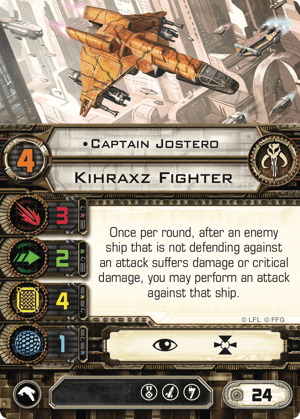 •Captain Jostero
4
Kihraxz Fighter
3
2
4
1
Once per round, after an enemy
ship that is not defending against
an attack suffers damage or critical
damage, you may perform an attack
against that ship.
© LFL © FFG
24